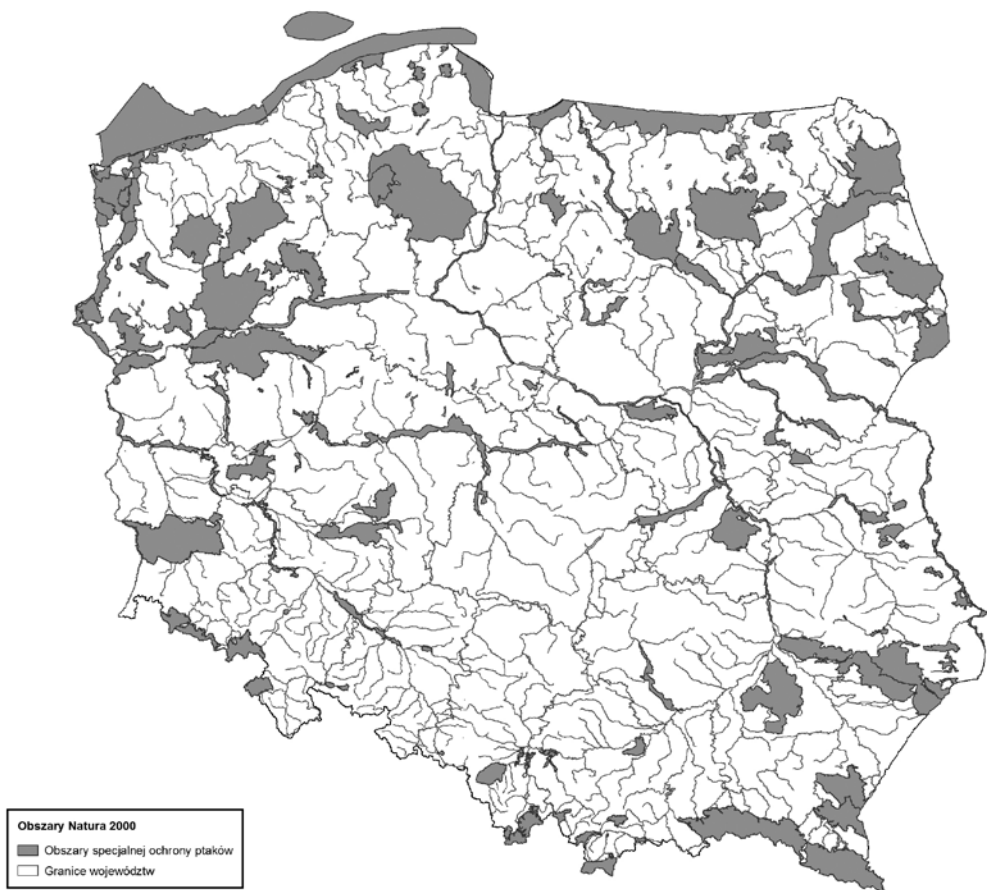 Obszary Natura 2000
Obszary specjalnej ochrony ptaków
Granice województw